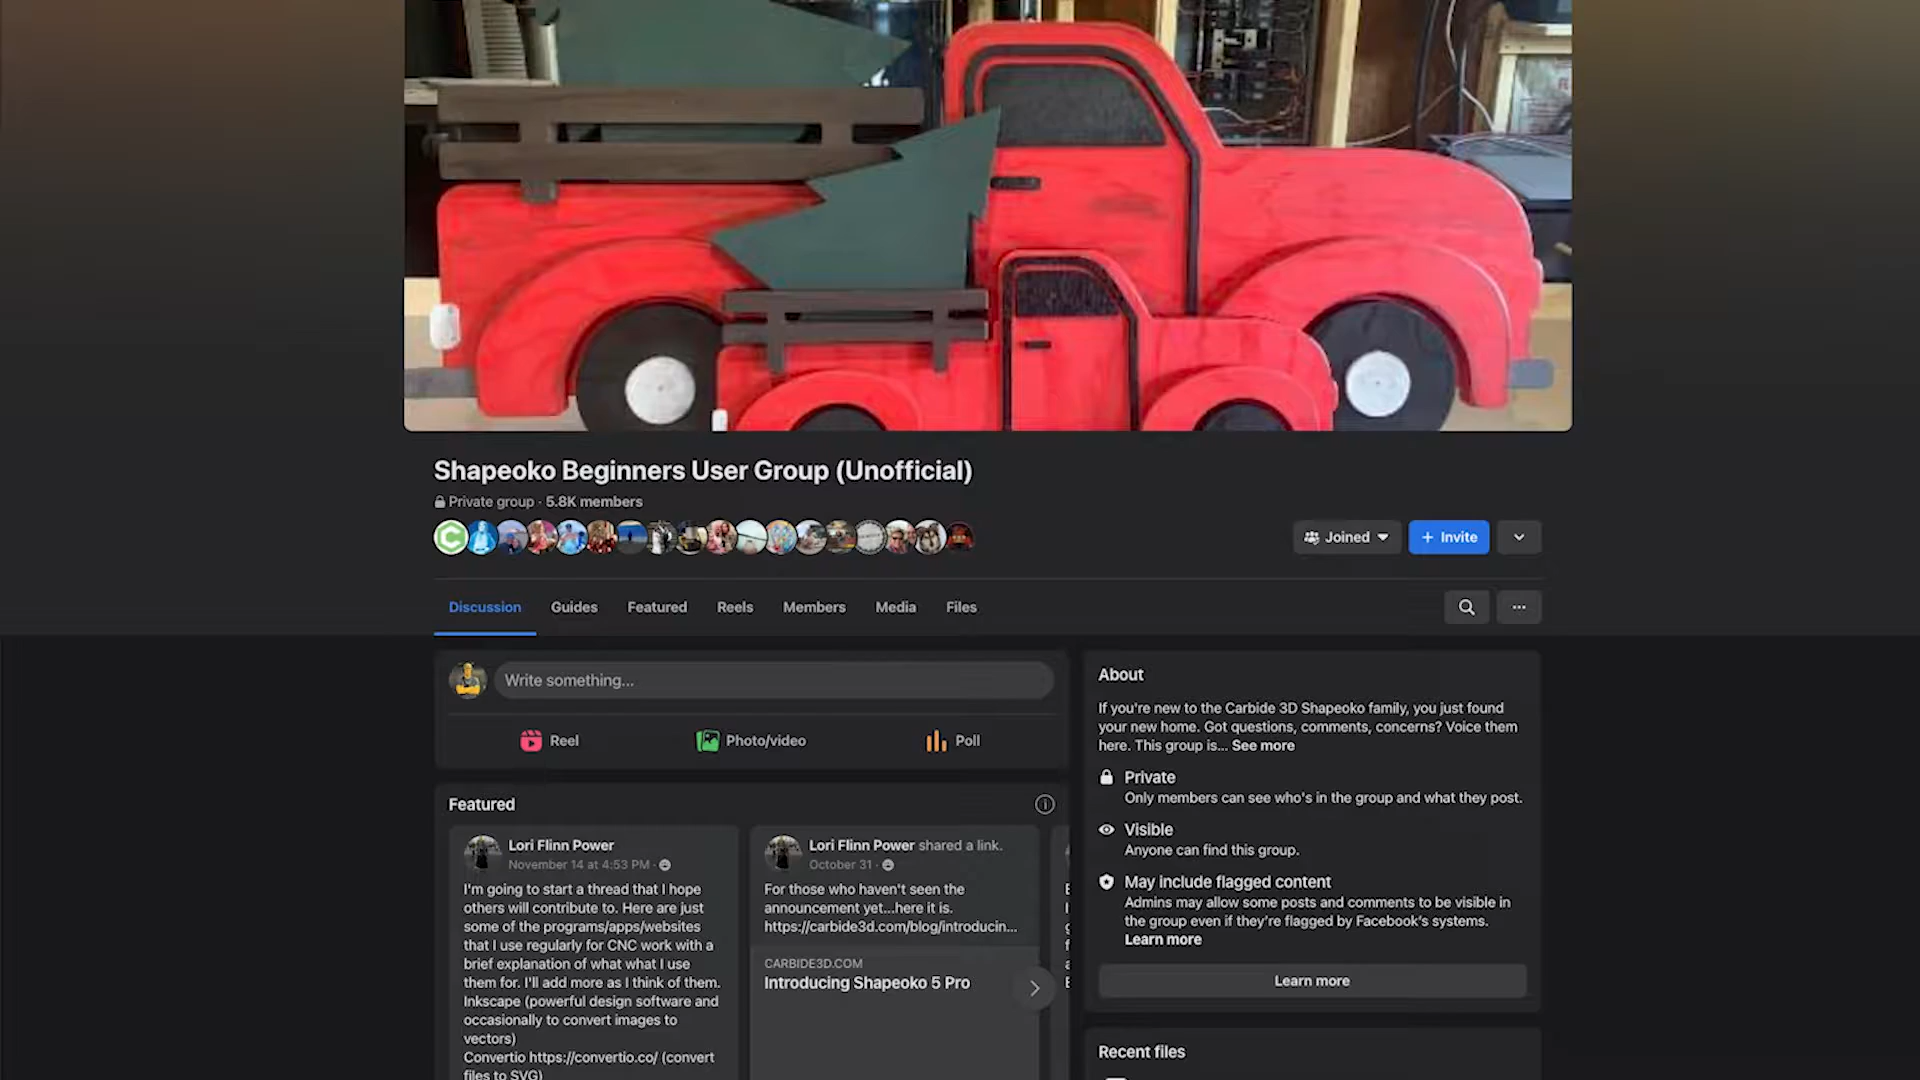 Shapeoko Beginners User Group (Unofficial)
Private group · 5.8K members
Joined
+ Invite
Discussion
Guides
Featured
Reels
Members
Media
Files
Write something...
Reel
Photo/video
Poll
Featured
Lori Flinn Power
November 14 at 4:53 PM ·
I'm going to start a thread that I hope
others will contribute to. Here are just
some of the programs/apps/websites
that I use regularly for CNC work with a
brief explanation of what what I use
them for. I'll add more as I think of them.
Inkscape (powerful design software and
occasionally to convert images to
vectors)
Convertio https://convertio.co/ (convert
files to SVG)
Lori Flinn Power shared a link.
October 31 ·
For those who haven't seen the
announcement yet...here it is.
https://carbide3d.com/blog/introducin...
CARBIDE3D.COM
Introducing Shapeoko 5 Pro
About
If you're new to the Carbide 3D Shapeoko family, you just found
your new home. Got questions, comments, concerns? Voice them
here. This group is... See more
Private
Only members can see who's in the group and what they post.
Visible
Anyone can find this group.
May include flagged content
Admins may allow some posts and comments to be visible in
the group even if they're flagged by Facebook's systems.
Learn more
Learn more
Recent files